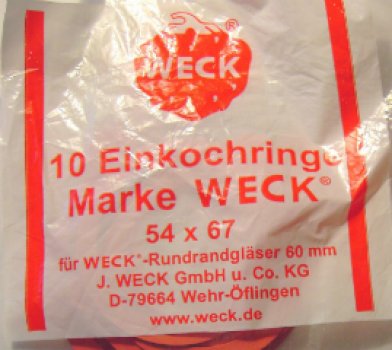 WECK ®
10 Einkochringe
Marke WECK®
54 x 67
für WECK®-Rundrandgläser 60 mm
J. WECK GmbH u. Co. KG
D-79664 Wehr-Öflingen
www.weck.de